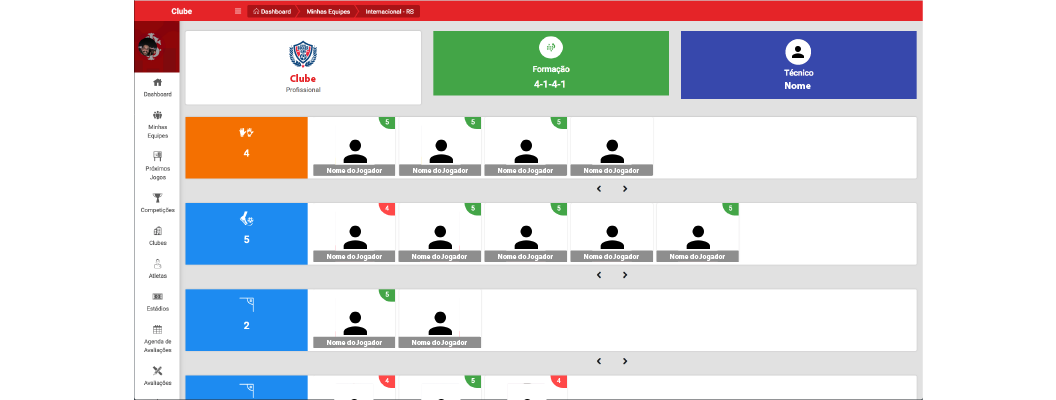 Clube
Dashboard Minhas Equipes Internacional - RS
Dashboard
Minhas
Equipes
Próximos
Jogos
Competições
Clubes
Atletas
Estádios
Agenda de
Avaliações
Avaliações
Clube
Profissional
Formação
4-1-4-1
Técnico
Nome
4
5
5
5
Nome do Jogador
Nome do Jogador
Nome do Jogador
Nome do Jogador
5
4
5
5
5
Nome do Jogador
Nome do Jogador
Nome do Jogador
Nome do Jogador
Nome do Jogador
2
5
Nome do Jogador
Nome do Jogador
4
5
4